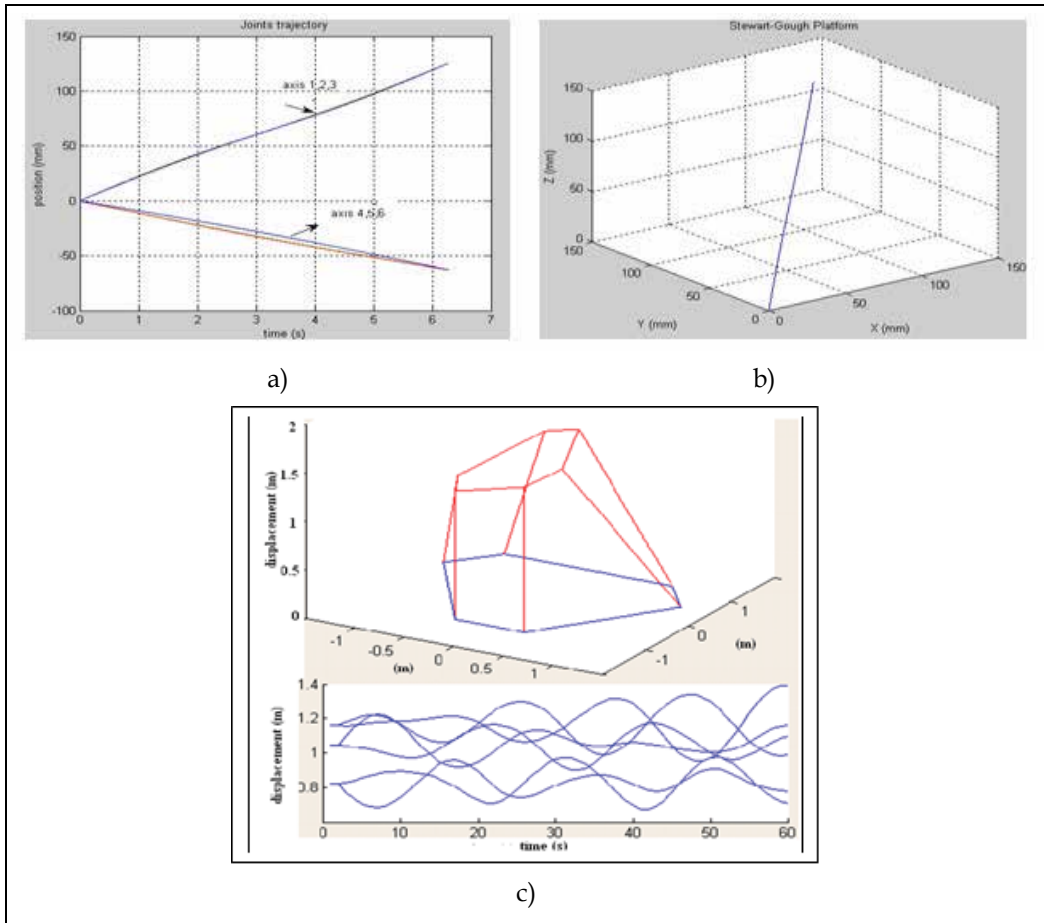 Joints trajectory
150
100
50
0
-50
-100
position (mm)
axis 1,2,3
axis 4,5,6
0 1 2 3 4 5 6 7
time (s)
a)
Stewart-Gough Platform
150
100
50
0
Z (mm)
150
100
50
0
Y (mm)
0
50
100
150
X (mm)
b)
2
1.5
1
0.5
0
displacement (m)
-1
-0.5
0
0.5
1
(m)
-1
0
1
(m)
1.4
1.2
1
0.8
displacement (m)
0 10 20 30 40 50 60
time (s)
c)